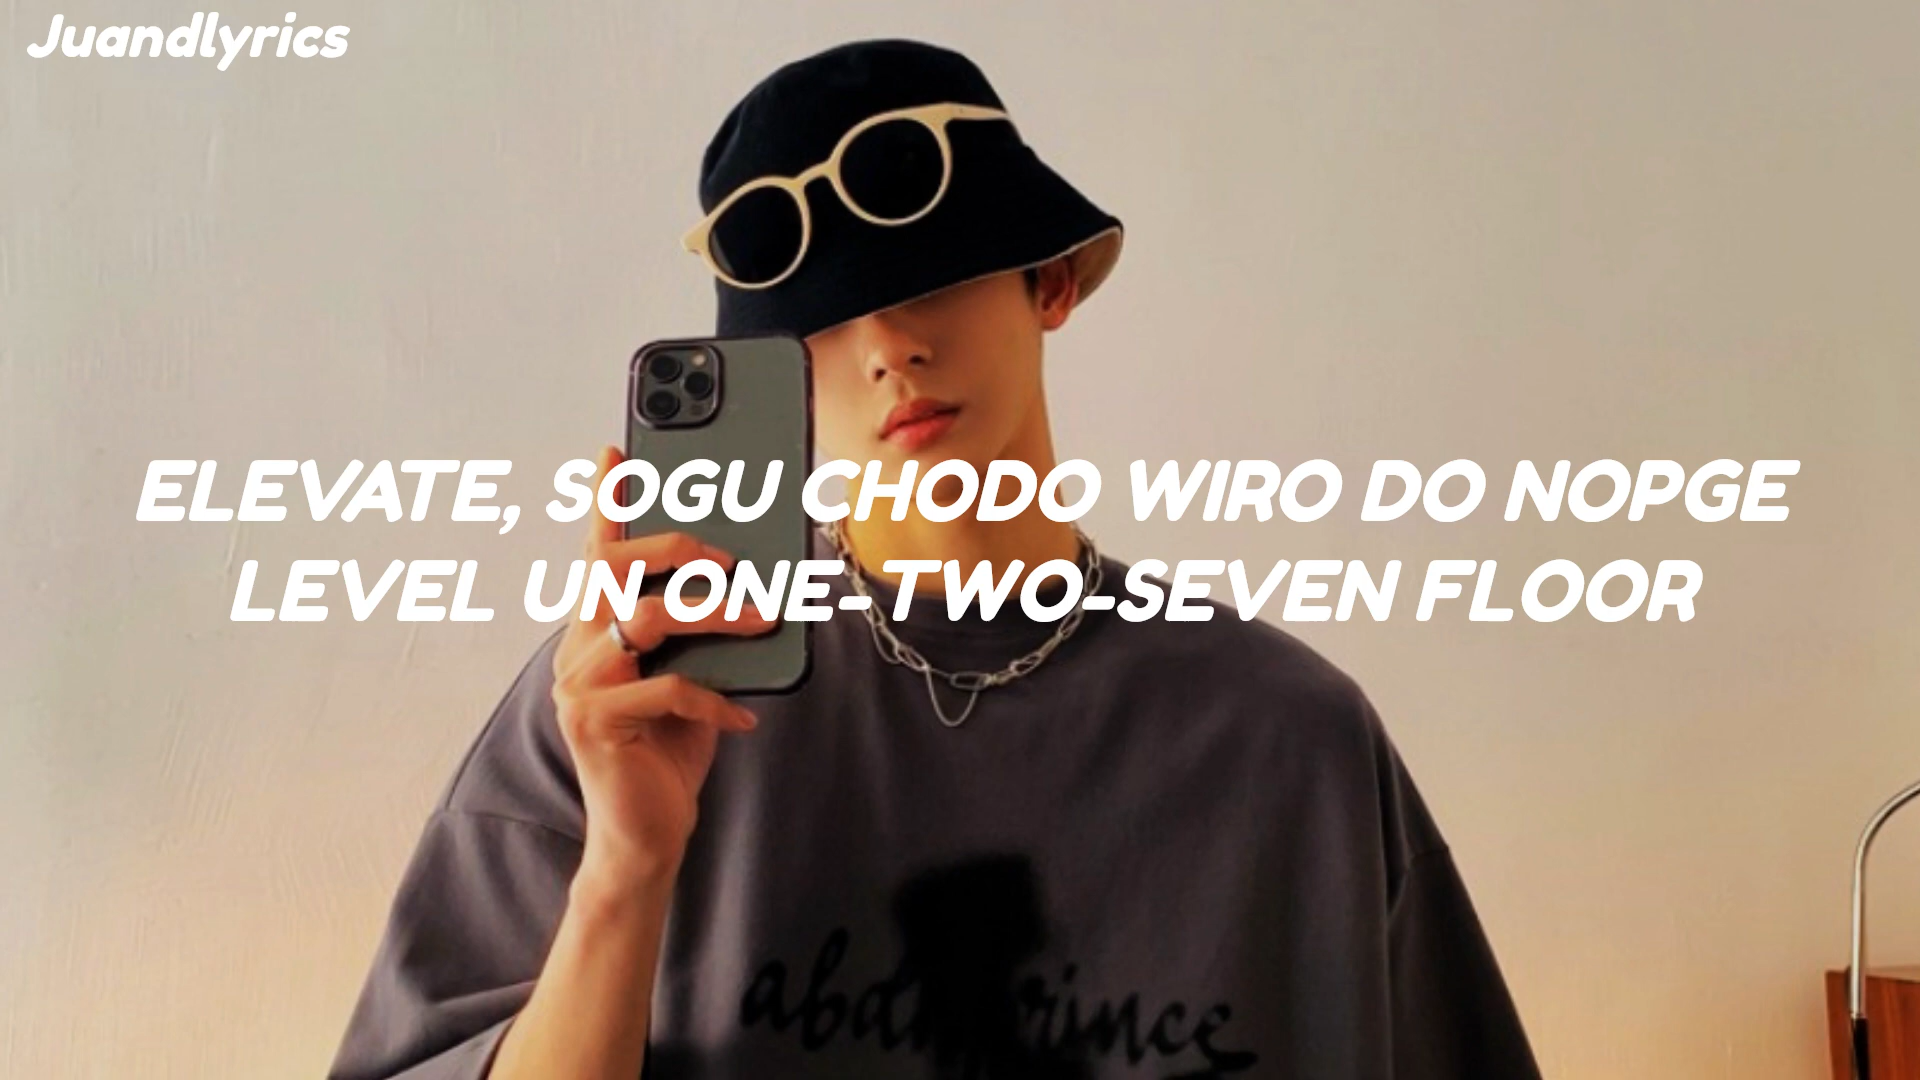 Juandlyrics
ELEVATE, SOGU CHODO WIRO DO NOPGE
LEVEL UN ONE-TWO-SEVEN FLOOR